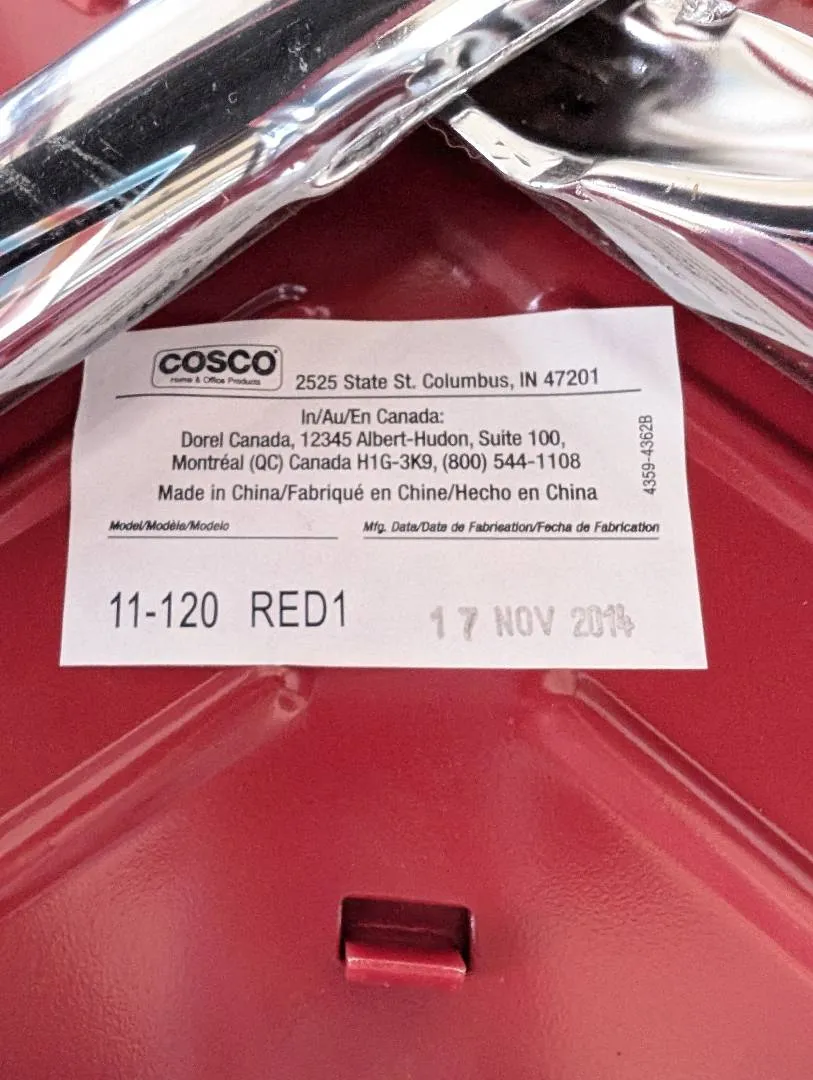 COSCO
Home & Office Products
2525 State St. Columbus, IN 47201
In/Au/En Canada:
Dorel Canada, 12345 Albert-Hudon, Suite 100,
Montréal (QC) Canada H1G-3K9, (800) 544-1108
Made in China/Fabriqué en Chine/Hecho en China
4359-4362B
Model/Modèle/Modelo
Mfg. Data/Date de Fabrication/Fecha de Fabrication
11-120 RED1
17 NOV 2014